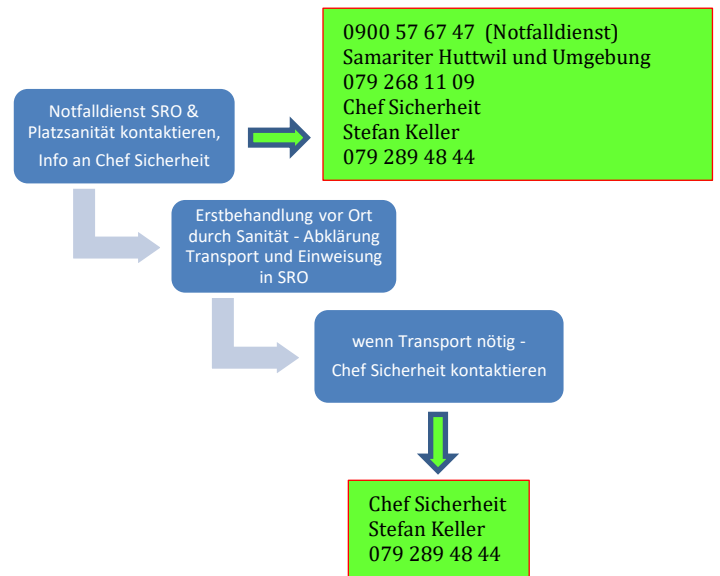 0900 57 67 47 (Notfalldienst)
Samariter Huttwil und Umgebung
079 268 11 09
Chef Sicherheit
Stefan Keller
079 289 48 44
Notfalldienst SRO &
Platzsanität kontaktieren,
Info an Chef Sicherheit
Erstbehandlung vor Ort
durch Sanität - Abklärung
Transport und Einweisung
in SRO
wenn Transport nötig -
Chef Sicherheit kontaktieren
Chef Sicherheit
Stefan Keller
079 289 48 44